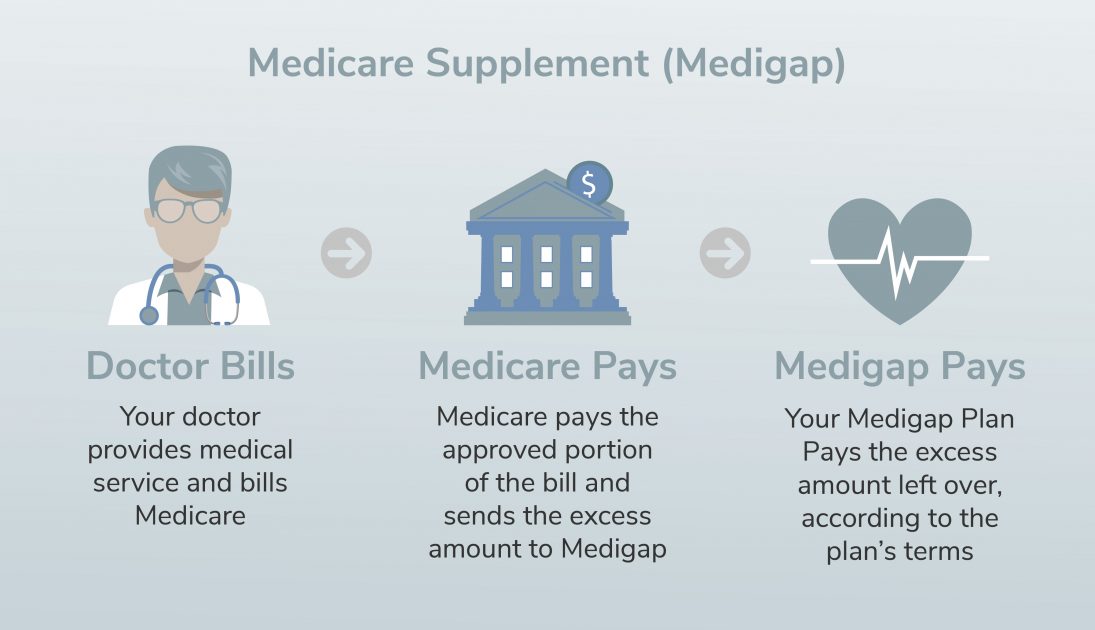 Medicare Supplement (Medigap)
$
Doctor Bills
Your doctor
provides medical
service and bills
Medicare
Medicare Pays
Medicare pays the
approved portion
of the bill and
sends the excess
amount to Medigap
Medigap Pays
Your Medigap Plan
Pays the excess
amount left over,
according to the
plan's terms